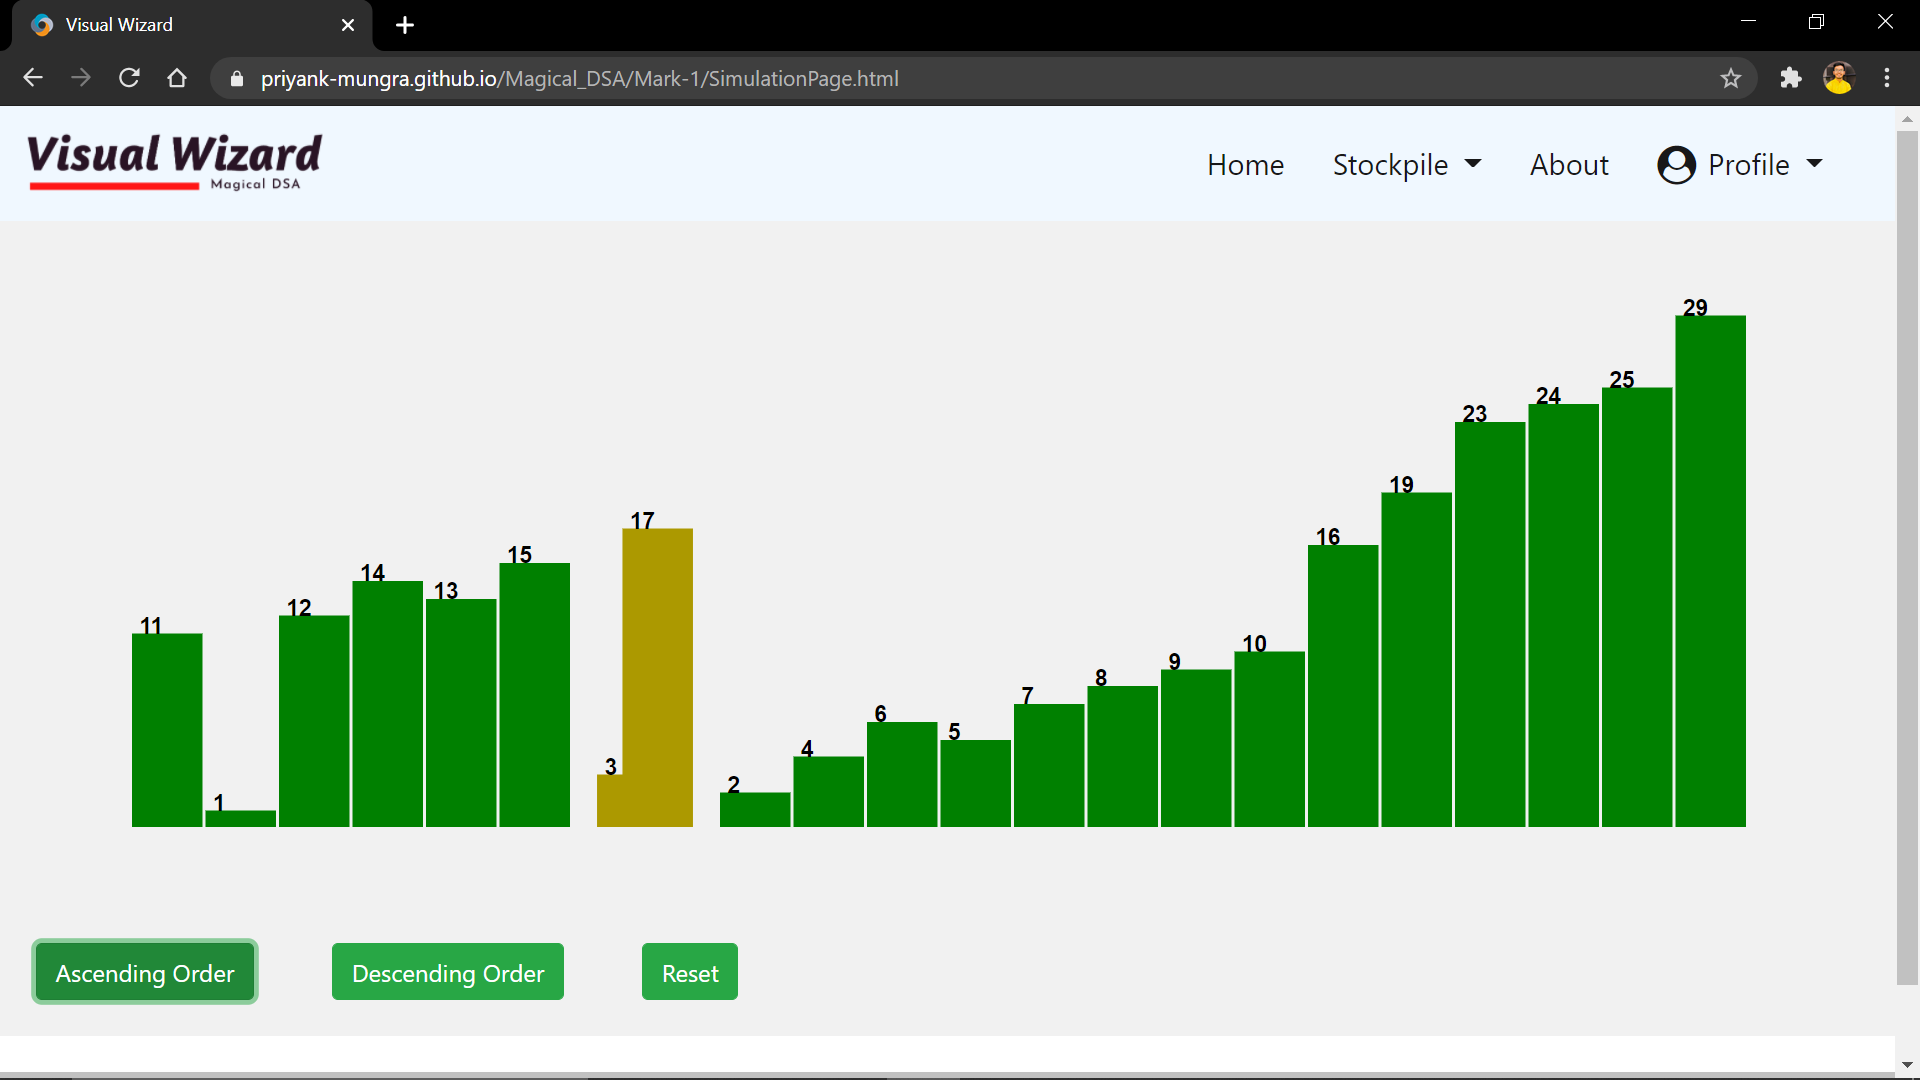 Visual Wizard
priyank-mungra.github.io/Magical_DSA/Mark-1/SimulationPage.html
Visual Wizard
Magical DSA
Home Stockpile About Profile
11 1 12 14 13 15 3 17 2 4 6 5 7 8 9 10 16 19 23 24 25 29
Ascending Order Descending Order Reset